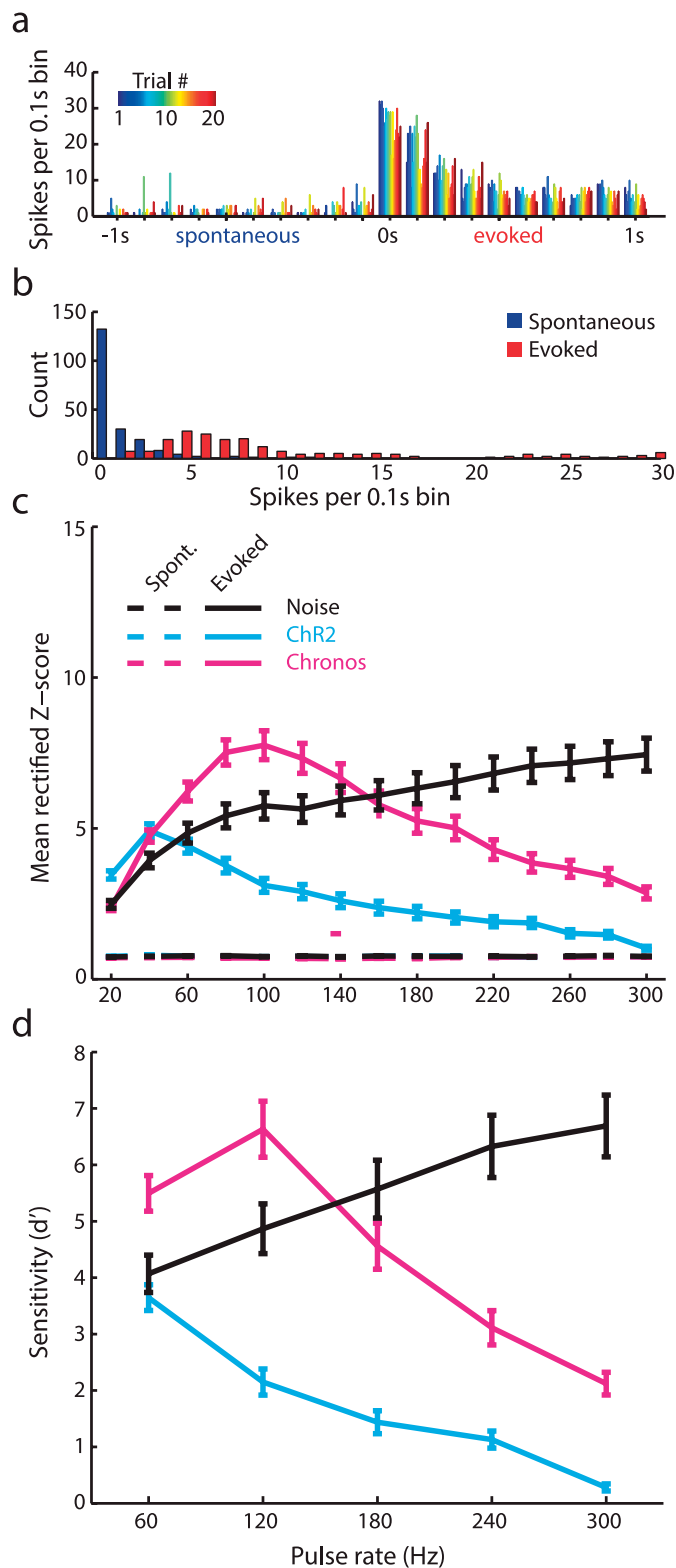 a
Spikes per 0.1s bin
40
30
20
10
0
Trial #
1 10 20
-1s spontaneous 0s evoked 1s
b
Count
150
100
50
0
Spontaneous
Evoked
0 5 10 15 20 25 30
Spikes per 0.1s bin
c
Mean rectified Z−score
15
10
5
0
Spont. Evoked
Noise
ChR2
Chronos
20 60 100 140 180 220 260 300
d
Sensitivity (d')
8
7
6
5
4
3
2
1
0
60 120 180 240 300
Pulse rate (Hz)